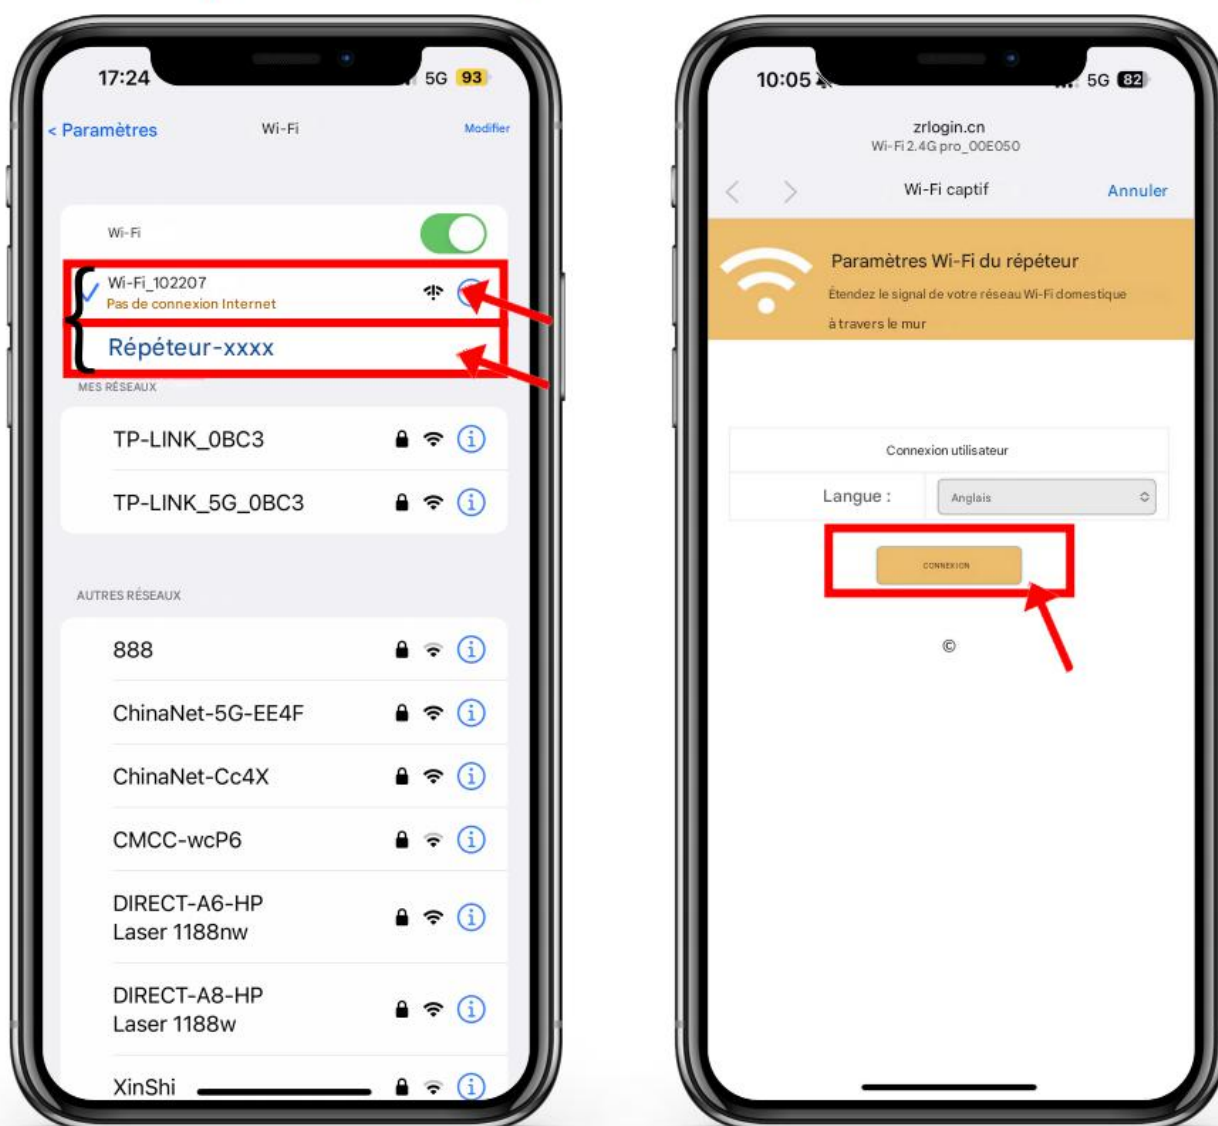 17:24
5G 93
< Paramètres
Wi-Fi
Modifier
Wi-Fi
Wi-Fi_102207
Pas de connexion Internet
Répéteur-xxxx
MES RÉSEAUX
TP-LINK_0BC3
TP-LINK_5G_0BC3
AUTRES RÉSEAUX
888
ChinaNet-5G-EE4F
ChinaNet-Cc4X
CMCC-wcP6
DIRECT-A6-HP
Laser 1188nw
DIRECT-A8-HP
Laser 1188w
XinShi
10:05
5G 82
zrlogin.cn
Wi-Fi 2.4G pro_00E050
Wi-Fi captif
Annuler
Paramètres Wi-Fi du répéteur
Étendez le signal de votre réseau Wi-Fi domestique
à travers le mur
Connexion utilisateur
Langue :
Anglais
CONNEXION
©